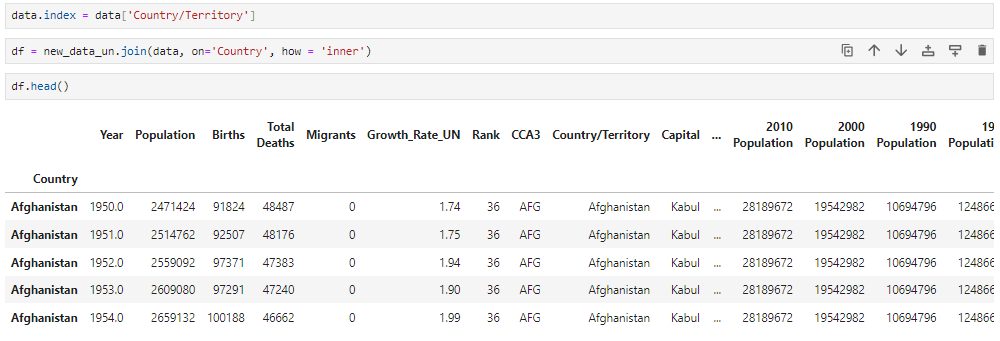 data.index = data['Country/Territory']
df = new_data_un.join(data, on='Country', how = 'inner')
df.head()
Year Population Births Total Deaths Migrants Growth_Rate_UN Rank CCA3 Country/Territory Capital ... 2010 Population 2000 Population 1990 Population 19 Populati
Country
Afghanistan 1950.0 2471424 91824 48487 0 1.74 36 AFG Afghanistan Kabul ... 28189672 19542982 10694796 124866
Afghanistan 1951.0 2514762 92507 48176 0 1.75 36 AFG Afghanistan Kabul ... 28189672 19542982 10694796 124866
Afghanistan 1952.0 2559092 97371 47383 0 1.94 36 AFG Afghanistan Kabul ... 28189672 19542982 10694796 124866
Afghanistan 1953.0 2609080 97291 47240 0 1.90 36 AFG Afghanistan Kabul ... 28189672 19542982 10694796 124866
Afghanistan 1954.0 2659132 100188 46662 0 1.99 36 AFG Afghanistan Kabul ... 28189672 19542982 10694796 124866